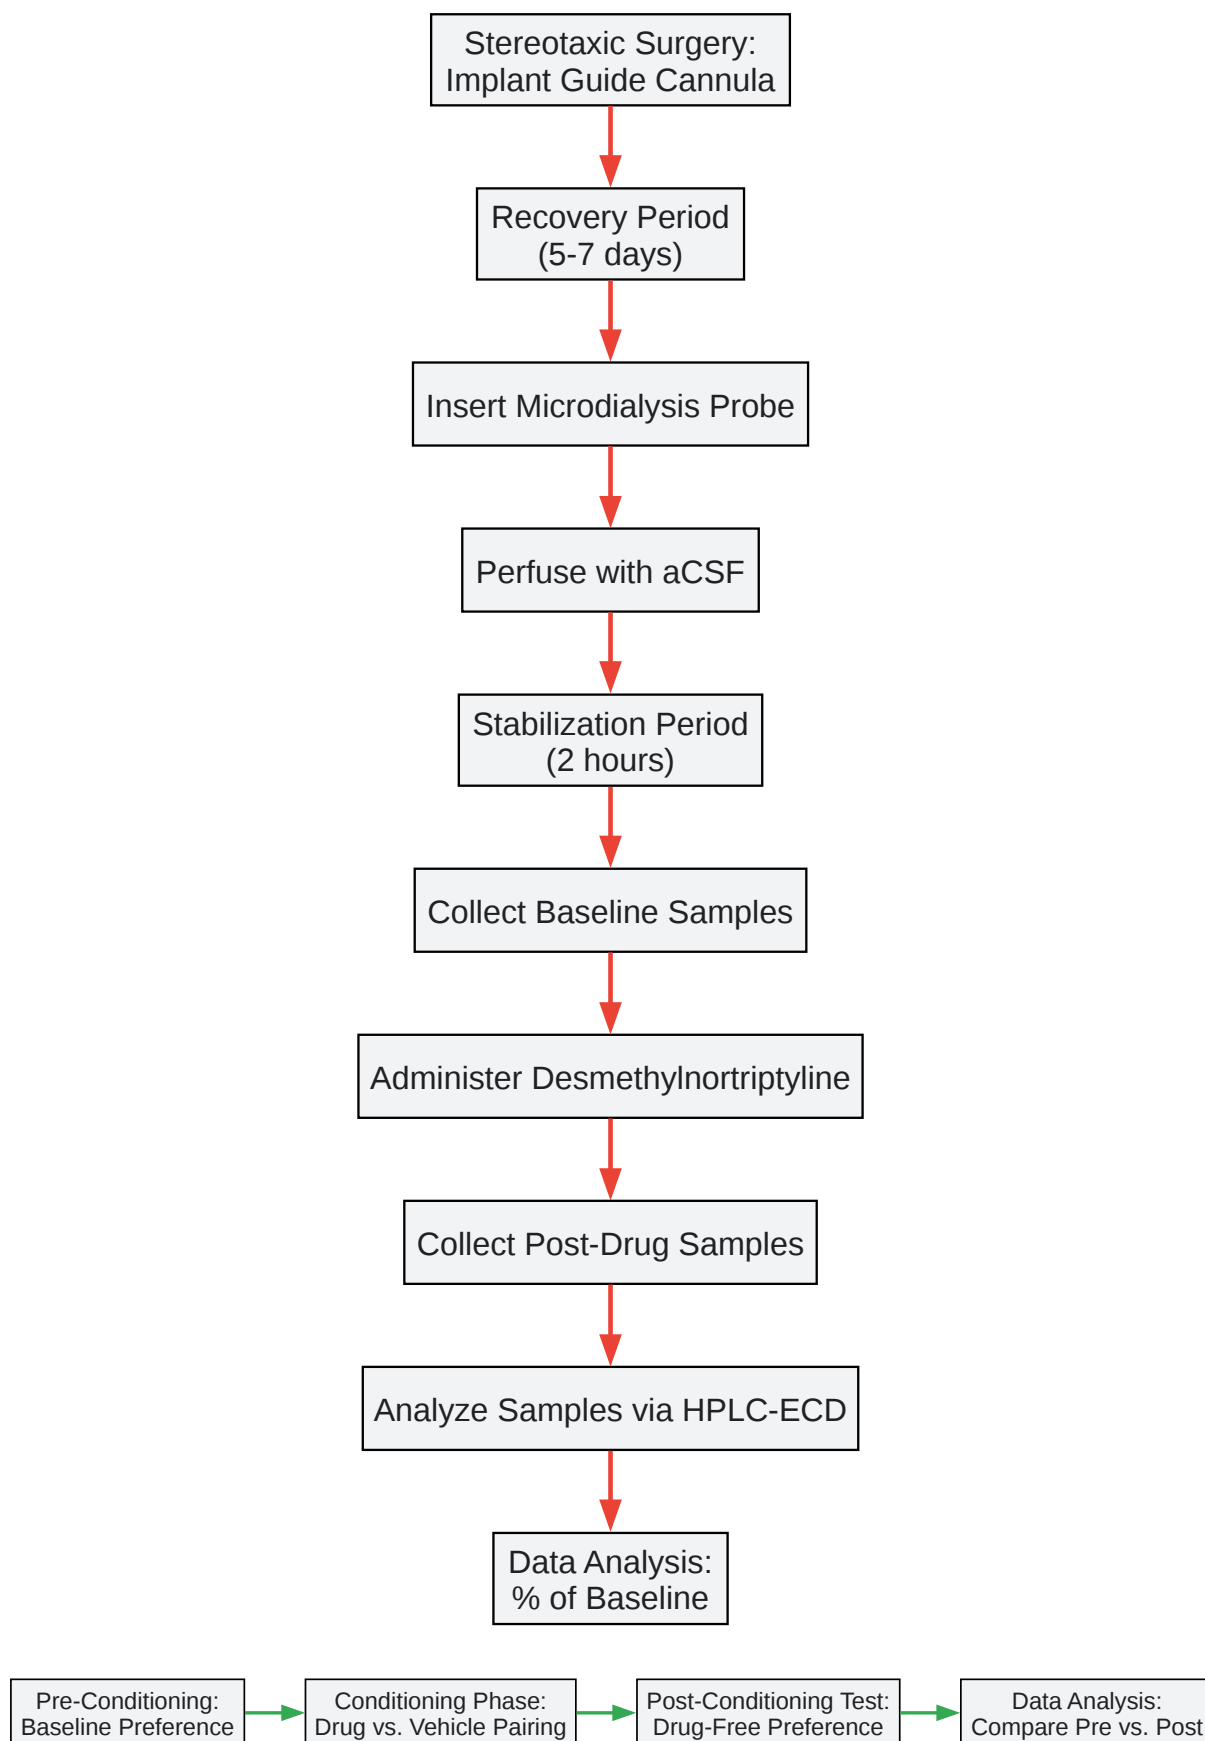 Stereotaxic Surgery:
Implant Guide Cannula
Recovery Period
(5-7 days)
Insert Microdialysis Probe
Perfuse with aCSF
Stabilization Period
(2 hours)
Collect Baseline Samples
Administer Desmethylnortriptyline
Collect Post-Drug Samples
Analyze Samples via HPLC-ECD
Data Analysis:
% of Baseline
Pre-Conditioning:
Baseline Preference
Conditioning Phase:
Drug vs. Vehicle Pairing
Post-Conditioning Test:
Drug-Free Preference
Data Analysis:
Compare Pre vs. Post